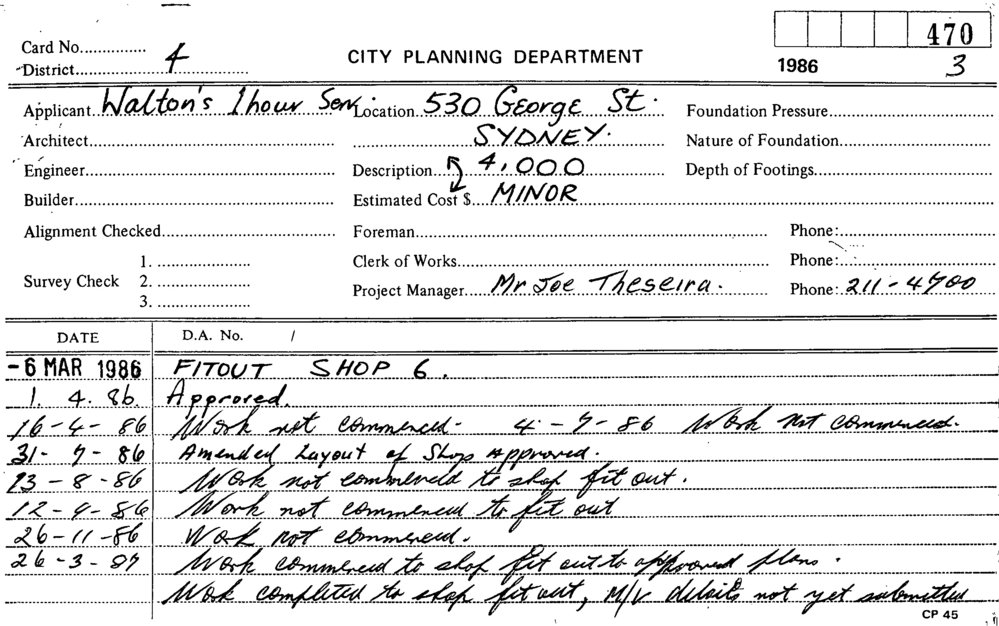 470
Card No............... 
District 4
CITY PLANNING DEPARTMENT
1986 3
Applicant Walton's 1hour Serv. Location 530 George St. Foundation Pressure
Architect SYDNEY. Nature of Foundation
Engineer Description 4,000 Depth of Footings
Builder Estimated Cost $ MINOR
Alignment Checked Foreman Phone:
1. Clerk of Works Phone:
Survey Check 2.
Project Manager Mr Joe Theseira. Phone: 211-4700
3.
DATE D.A. No. /
-6 MAR 1986 FITOUT SHOP 6.
1. 4. 86. Approved.
16-4-86 Work not commenced. 4-7-86 Work not commenced.
31-7-86 Amended Layout of Shop Approved.
13-8-86 Work not commenced to shop fit out.
12-9-86 Work not commenced to fit out
26-11-86 Work not commenced.
26-3-87 Work commenced to shop fit out to approved plans.
Work completed to shop fit out, M/V details not yet submitted
CP 45